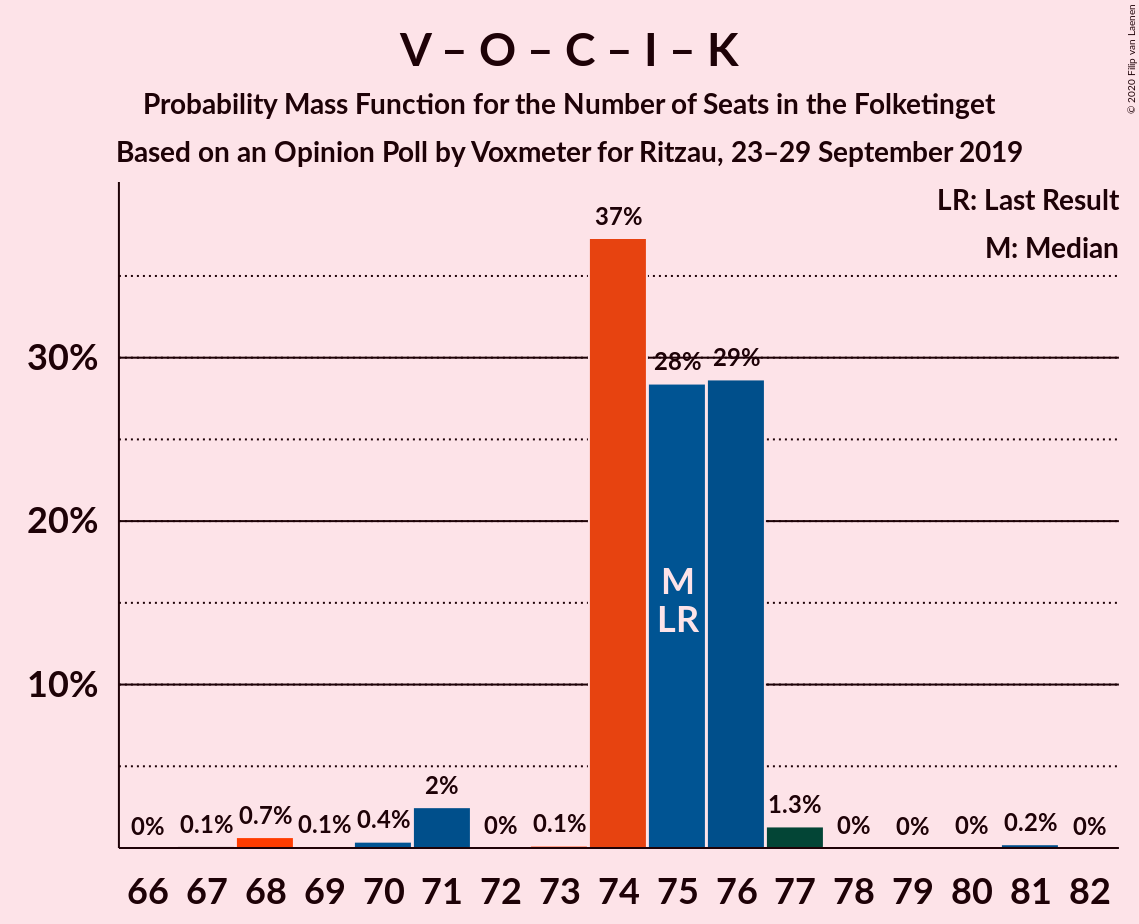 V – O – C – I – K
Probability Mass Function for the Number of Seats in the Folketinget
Based on an Opinion Poll by Voxmeter for Ritzau, 23–29 September 2019
© 2020 Filip van Laenen
LR: Last Result
M: Median
37%
28% 29%
30%
20%
M
LR
10%
0% 0.1% 0.7% 0.1% 0.4% 2% 0% 0.1% 1.3% 0% 0% 0% 0.2% 0%
66 67 68 69 70 71 72 73 74 75 76 77 78 79 80 81 82